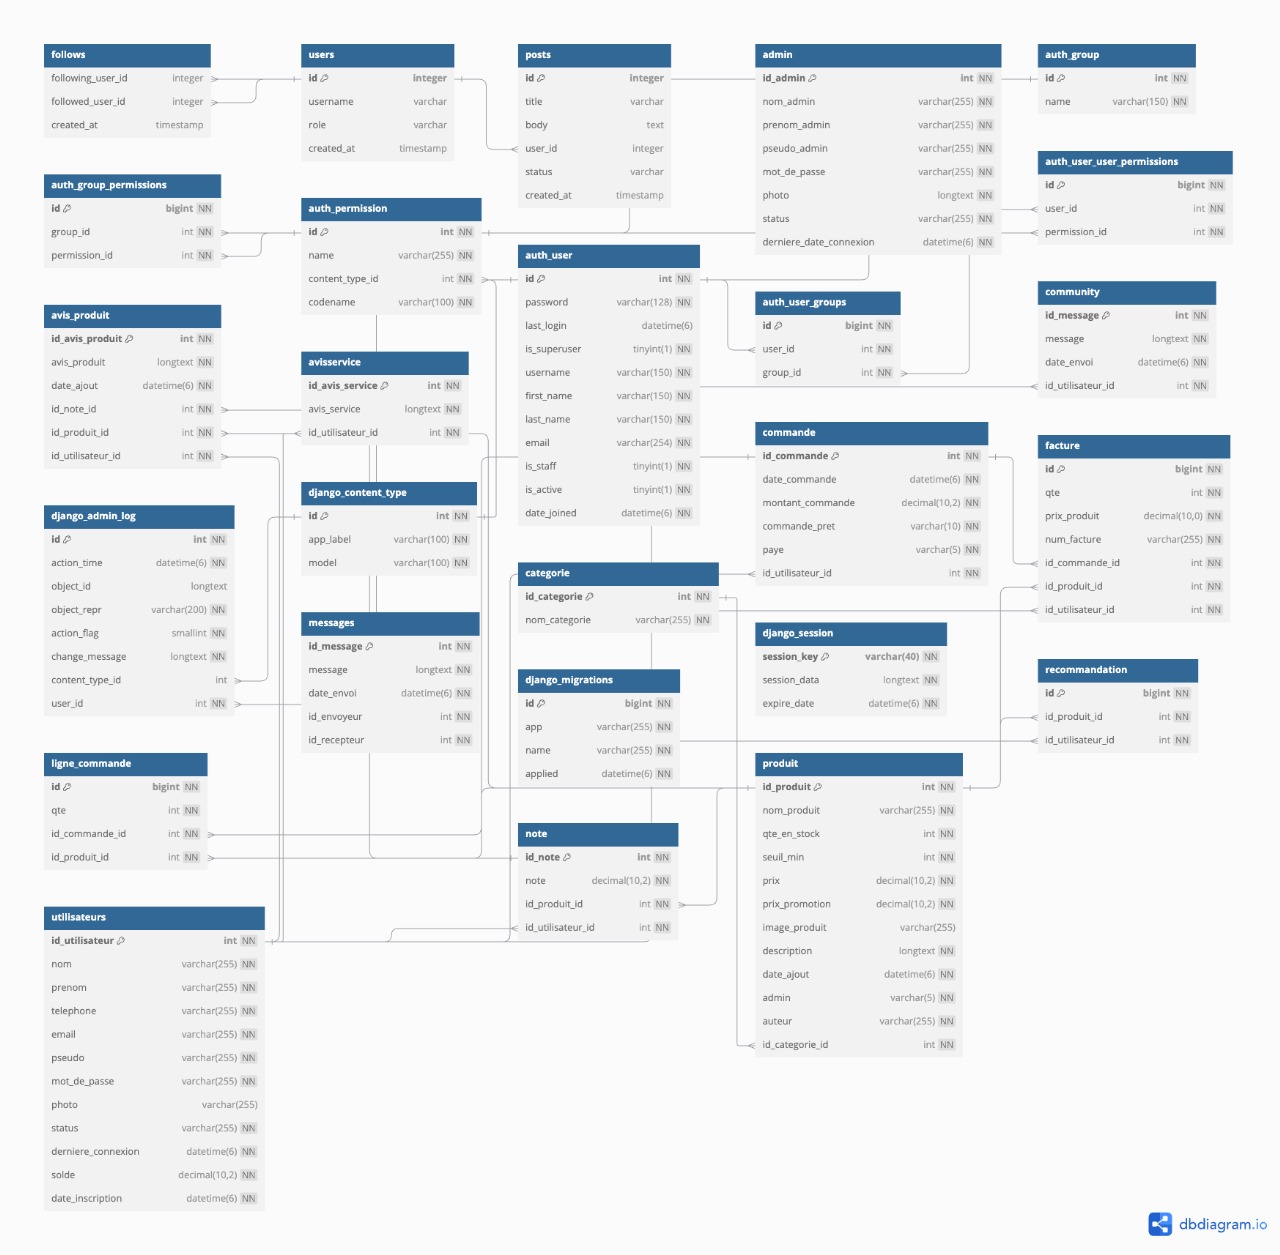 follows
following_user_id integer
followed_user_id integer
created_at timestamp
users
id integer
username varchar
role varchar
created_at timestamp
posts
id integer
title varchar
body text
user_id integer
status varchar
created_at timestamp
admin
id_admin int NN
nom_admin varchar(255) NN
prenom_admin varchar(255) NN
pseudo_admin varchar(255) NN
mot_de_passe varchar(255) NN
photo longtext NN
status varchar(255) NN
derniere_date_connexion datetime(6) NN
auth_group
id int NN
name varchar(150) NN
auth_user_user_permissions
id bigint NN
user_id int NN
permission_id int NN
auth_group_permissions
id bigint NN
group_id int NN
permission_id int NN
auth_permission
id int NN
name varchar(255) NN
content_type_id int NN
codename varchar(100) NN
auth_user
id int NN
password varchar(128) NN
last_login datetime(6)
is_superuser tinyint(1) NN
username varchar(150) NN
first_name varchar(150) NN
last_name varchar(150) NN
email varchar(254) NN
is_staff tinyint(1) NN
is_active tinyint(1) NN
date_joined datetime(6) NN
auth_user_groups
id bigint NN
user_id int NN
group_id int NN
community
id_message int NN
message longtext NN
date_envoi datetime(6) NN
id_utilisateur_id int NN
avis_produit
id_avis_produit int NN
avis_produit longtext NN
date_ajout datetime(6) NN
id_note_id int NN
id_produit_id int NN
id_utilisateur_id int NN
avisservice
id_avis_service int NN
avis_service longtext NN
id_utilisateur_id int NN
commande
id_commande int NN
date_commande datetime(6) NN
montant_commande decimal(10,2) NN
commande_pret varchar(10) NN
paye varchar(5) NN
id_utilisateur_id int NN
facture
id bigint NN
qte int NN
prix_produit decimal(10,0) NN
num_facture varchar(255) NN
id_commande_id int NN
id_produit_id int NN
id_utilisateur_id int NN
django_admin_log
id int NN
action_time datetime(6) NN
object_id longtext
object_repr varchar(200) NN
action_flag smallint NN
change_message longtext NN
content_type_id int
user_id int NN
django_content_type
id int NN
app_label varchar(100) NN
model varchar(100) NN
categorie
id_categorie int NN
nom_categorie varchar(255) NN
django_session
session_key varchar(40) NN
session_data longtext NN
expire_date datetime(6) NN
messages
id_message int NN
message longtext NN
date_envoi datetime(6) NN
id_envoyeur int NN
id_recepteur int NN
django_migrations
id bigint NN
app varchar(255) NN
name varchar(255) NN
applied datetime(6) NN
recommandation
id bigint NN
id_produit_id int NN
id_utilisateur_id int NN
ligne_commande
id bigint NN
qte int NN
id_commande_id int NN
id_produit_id int NN
note
id_note int NN
note decimal(10,2) NN
id_produit_id int NN
id_utilisateur_id int NN
produit
id_produit int NN
nom_produit varchar(255) NN
qte_en_stock int NN
seuil_min int NN
prix decimal(10,2) NN
prix_promotion decimal(10,2) NN
image_produit varchar(255)
description longtext NN
date_ajout datetime(6) NN
admin varchar(5) NN
auteur varchar(255) NN
id_categorie_id int NN
utilisateurs
id_utilisateur int NN
nom varchar(255) NN
prenom varchar(255) NN
telephone varchar(255) NN
email varchar(255) NN
pseudo varchar(255) NN
mot_de_passe varchar(255) NN
photo varchar(255)
status varchar(255) NN
derniere_connexion datetime(6) NN
solde decimal(10,2) NN
date_inscription datetime(6) NN
dbdiagram.io